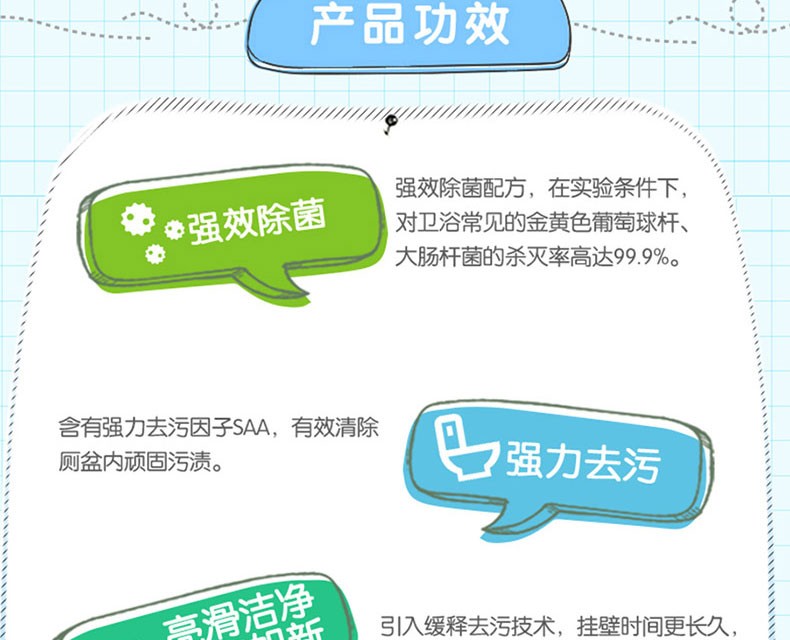 产品功效
强效除菌
强效除菌配方，在实验条件下，
对卫浴常见的金黄色葡萄球杆、
大肠杆菌的杀灭率高达99.9%。
含有强力去污因子SAA，有效清除
厕盆内顽固污渍。
强力去污
亮滑洁净
如新
引入缓释去污技术，挂壁时间更长久，